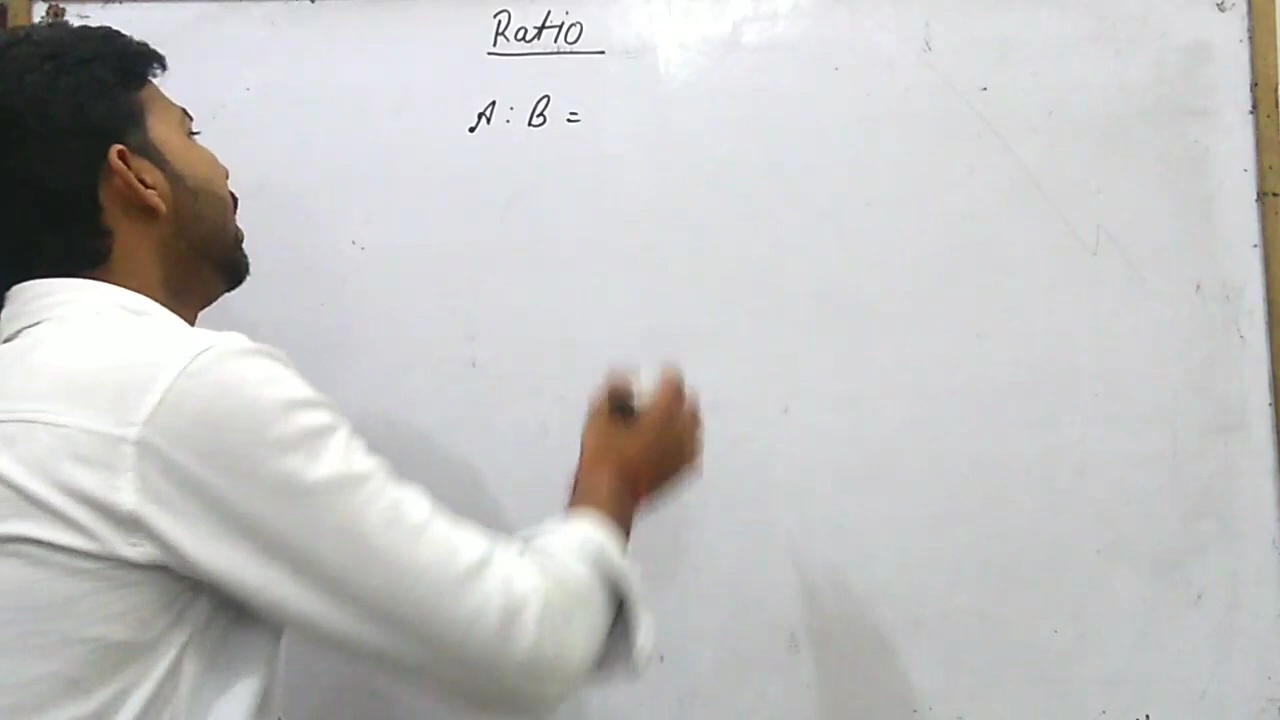 Ratio
A : B =